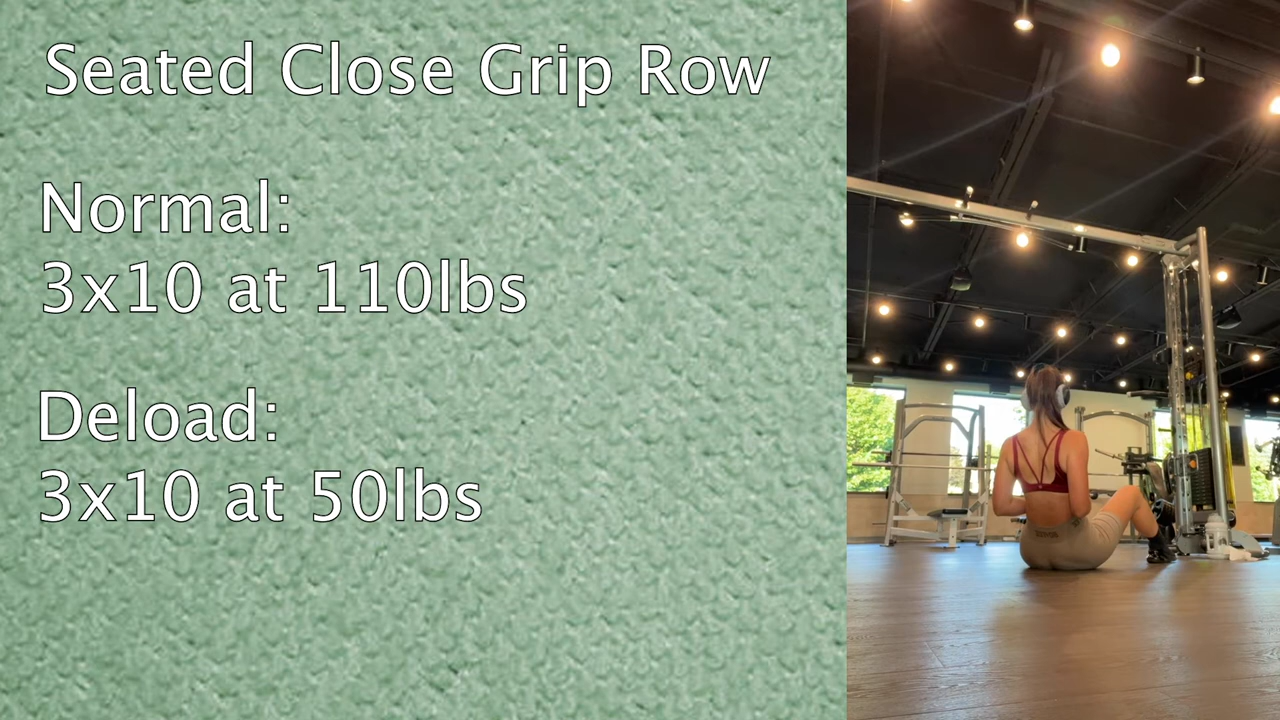 Seated Close Grip Row
Normal:
3x10 at 110lbs
Deload:
3x10 at 50lbs